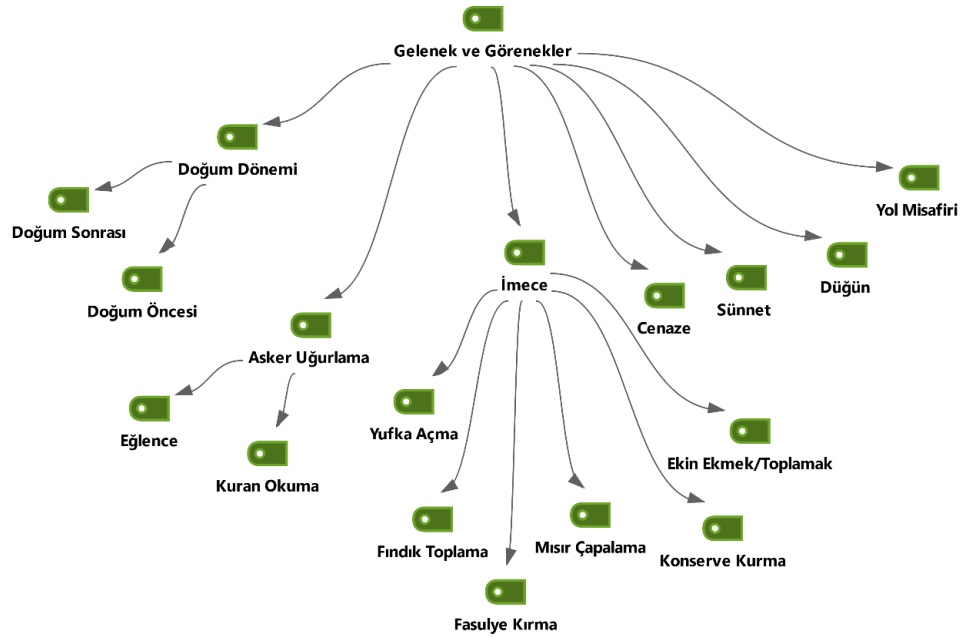 Gelenek ve Görenekler
Doğum Dönemi
Doğum Sonrası
Doğum Öncesi
Asker Uğurlama
Eğlence
Kuran Okuma
İmece
Yufka Açma
Fındık Toplama
Fasulye Kırma
Mısır Çapalama
Konserve Kurma
Ekin Ekmek/Toplamak
Cenaze
Sünnet
Düğün
Yol Misafiri